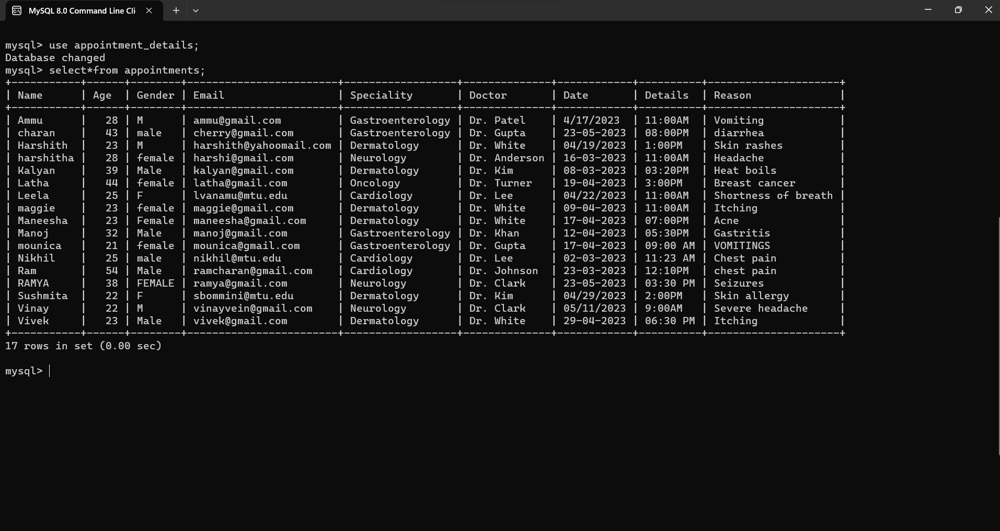 MySQL 8.0 Command Line Cli
mysql> use appointment_details;
Database changed
mysql> select*from appointments;
+-----------+------+--------+------------------------+------------------+--------------+------------+----------+---------------------+
| Name      | Age  | Gender | Email                  | Speciality       | Doctor       | Date       | Details  | Reason              |
+-----------+------+--------+------------------------+------------------+--------------+------------+----------+---------------------+
| Ammu      |   28 | M      | ammu@gmail.com         | Gastroenterology | Dr. Patel    | 4/17/2023  | 11:00AM  | Vomiting            |
| charan    |   43 | male   | cherry@gmail.com       | Gastroenterology | Dr. Gupta    | 23-05-2023 | 08:00PM  | diarrhea            |
| Harshith  |   23 | M      | harshith@yahoomail.com | Dermatology      | Dr. White    | 04/19/2023 | 1:00PM   | Skin rashes         |
| harshitha |   28 | female | harshi@gmail.com       | Neurology        | Dr. Anderson | 16-03-2023 | 11:00AM  | Headache            |
| Kalyan    |   39 | Male   | kalyan@gmail.com       | Dermatology      | Dr. Kim      | 08-03-2023 | 03:20PM  | Heat boils          |
| Latha     |   44 | female | latha@gmail.com        | Oncology         | Dr. Turner   | 19-04-2023 | 3:00PM   | Breast cancer       |
| Leela     |   25 | F      | lvanamu@mtu.edu        | Cardiology       | Dr. Lee      | 04/22/2023 | 11:00AM  | Shortness of breath |
| maggie    |   23 | female | maggie@gmail.com       | Dermatology      | Dr. White    | 09-04-2023 | 11:00AM  | Itching             |
| Maneesha  |   23 | Female | maneesha@gmail.com     | Dermatology      | Dr. White    | 17-04-2023 | 07:00PM  | Acne                |
| Manoj     |   32 | Male   | manoj@gmail.com        | Gastroenterology | Dr. Khan     | 12-04-2023 | 05:30PM  | Gastritis           |
| mounica   |   21 | female | mounica@gmail.com      | Gastroenterology | Dr. Gupta    | 17-04-2023 | 09:00 AM | VOMITINGS           |
| Nikhil    |   25 | male   | nikhil@mtu.edu         | Cardiology       | Dr. Lee      | 02-03-2023 | 11:23 AM | Chest pain          |
| Ram       |   54 | Male   | ramcharan@gmail.com    | Cardiology       | Dr. Johnson  | 23-03-2023 | 12:10PM  | chest pain          |
| RAMYA     |   38 | FEMALE | ramya@gmail.com        | Neurology        | Dr. Clark    | 23-05-2023 | 03:30 PM | Seizures            |
| Sushmita  |   22 | F      | sbommini@mtu.edu       | Dermatology      | Dr. Kim      | 04/29/2023 | 2:00PM   | Skin allergy        |
| Vinay     |   22 | M      | vinayvein@gmail.com    | Neurology        | Dr. Clark    | 05/11/2023 | 9:00AM   | Severe headache     |
| Vivek     |   23 | Male   | vivek@gmail.com        | Dermatology      | Dr. White    | 29-04-2023 | 06:30 PM | Itching             |
+-----------+------+--------+------------------------+------------------+--------------+------------+----------+---------------------+
17 rows in set (0.00 sec)
mysql>